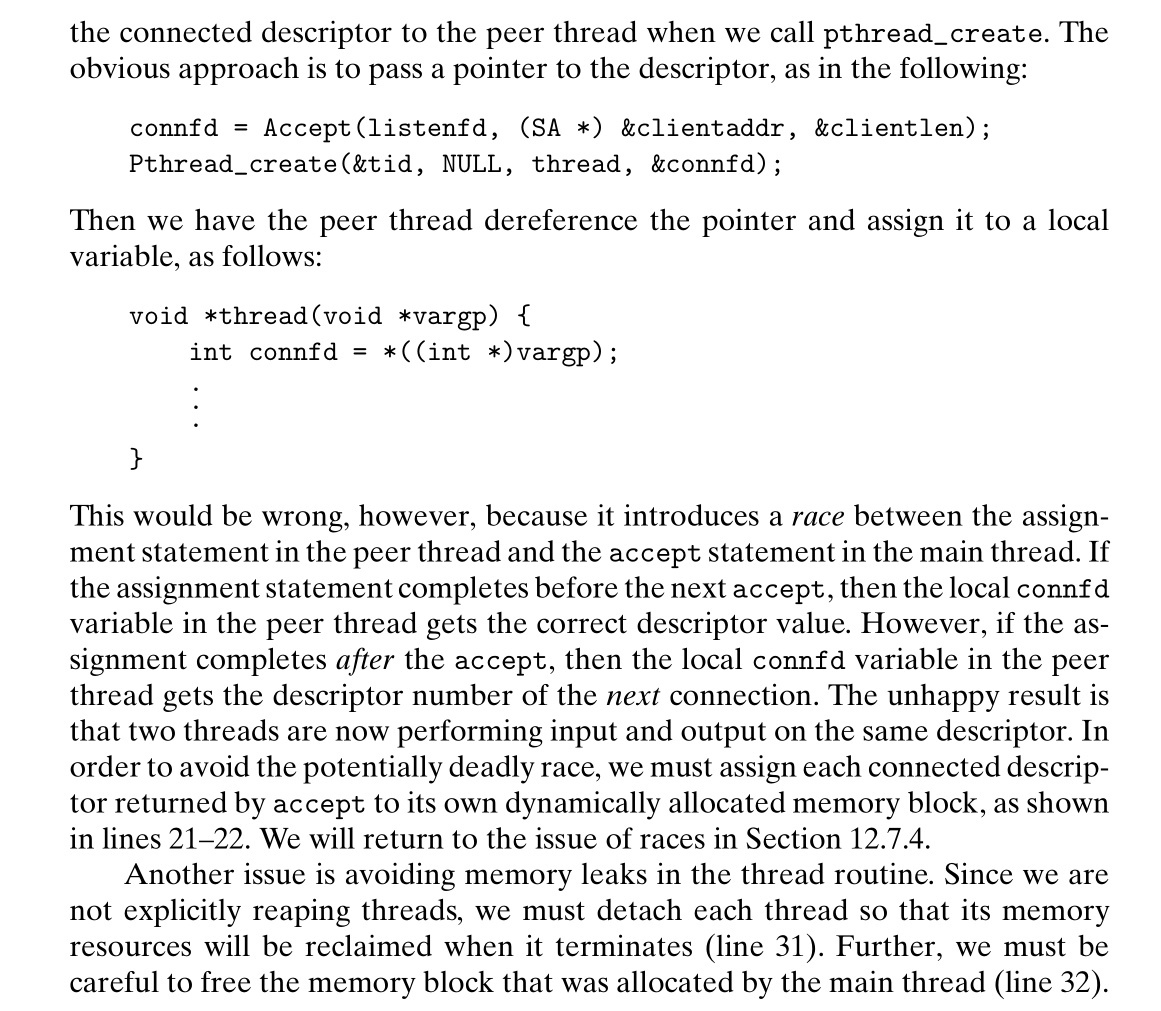 the connected descriptor to the peer thread when we call pthread_create. The
obvious approach is to pass a pointer to the descriptor, as in the following:
connfd = Accept(listenfd, (SA *) &clientaddr, &clientlen);
Pthread_create(&tid, NULL, thread, &connfd);
Then we have the peer thread dereference the pointer and assign it to a local
variable, as follows:
void *thread(void *vargp) {
int connfd = *((int *)vargp);
.
.
.
}
This would be wrong, however, because it introduces a race between the assign-
ment statement in the peer thread and the accept statement in the main thread. If
the assignment statement completes before the next accept, then the local connfd
variable in the peer thread gets the correct descriptor value. However, if the as-
signment completes after the accept, then the local connfd variable in the peer
thread gets the descriptor number of the next connection. The unhappy result is
that two threads are now performing input and output on the same descriptor. In
order to avoid the potentially deadly race, we must assign each connected descrip-
tor returned by accept to its own dynamically allocated memory block, as shown
in lines 21–22. We will return to the issue of races in Section 12.7.4.
Another issue is avoiding memory leaks in the thread routine. Since we are
not explicitly reaping threads, we must detach each thread so that its memory
resources will be reclaimed when it terminates (line 31). Further, we must be
careful to free the memory block that was allocated by the main thread (line 32).